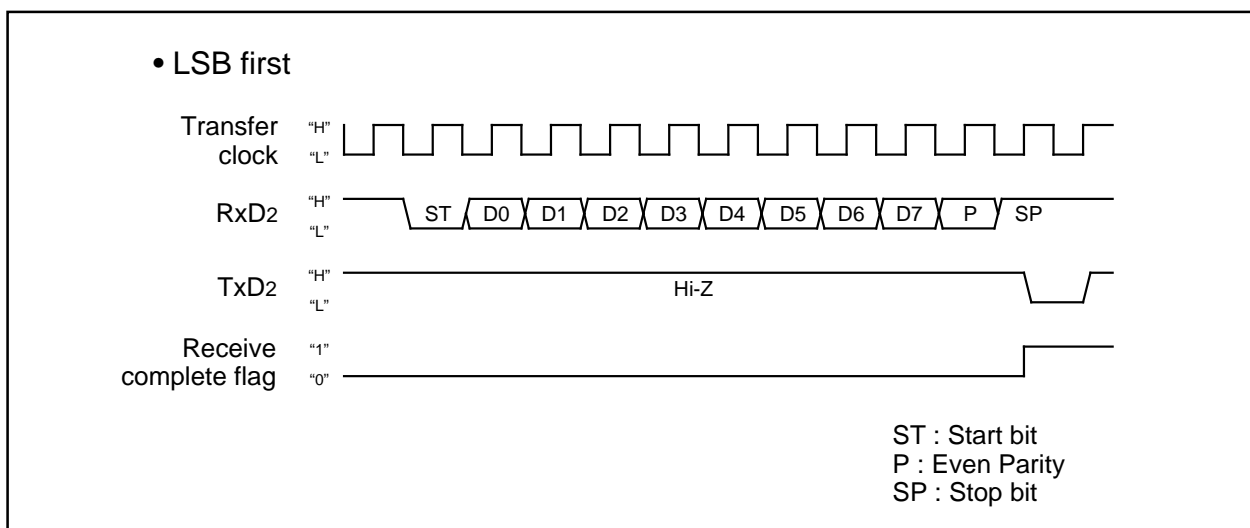 • LSB first
Transfer clock “H” “L”
RxD2 “H” “L” ST D0 D1 D2 D3 D4 D5 D6 D7 P SP
TxD2 “H” “L” Hi-Z
Receive complete flag “1” “0”
ST : Start bit
P : Even Parity
SP : Stop bit